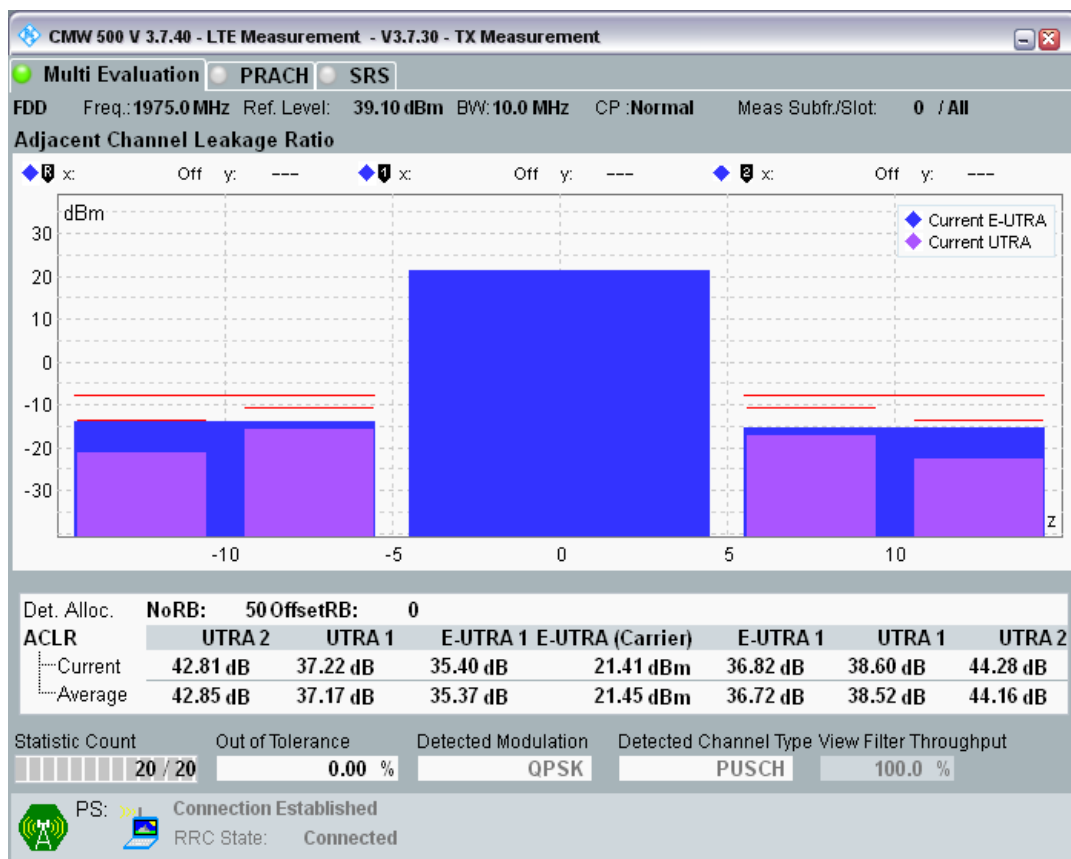 CMW 500 V 3.7.40 - LTE Measurement - V3.7.30 - TX Measurement
Multi Evaluation PRACH SRS
FDD Freq.: 1975.0 MHz Ref. Level: 39.10 dBm BW: 10.0 MHz CP :Normal Meas Subfr./Slot: 0 / All
Adjacent Channel Leakage Ratio
R x: Off y: --- 1 x: Off y: --- 2 x: Off y: ---
dBm
Current E-UTRA
Current UTRA
30
20
10
0
-10
-20
-30
z
-10 -5 0 5 10
Det. Alloc. NoRB: 50 OffsetRB: 0
ACLR UTRA 2 UTRA 1 E-UTRA 1 E-UTRA (Carrier) E-UTRA 1 UTRA 1 UTRA 2
Current 42.81 dB 37.22 dB 35.40 dB 21.41 dBm 36.82 dB 38.60 dB 44.28 dB
Average 42.85 dB 37.17 dB 35.37 dB 21.45 dBm 36.72 dB 38.52 dB 44.16 dB
Statistic Count Out of Tolerance Detected Modulation Detected Channel Type View Filter Throughput
20 / 20 0.00 % QPSK PUSCH 100.0 %
PS: Connection Established
RRC State: Connected